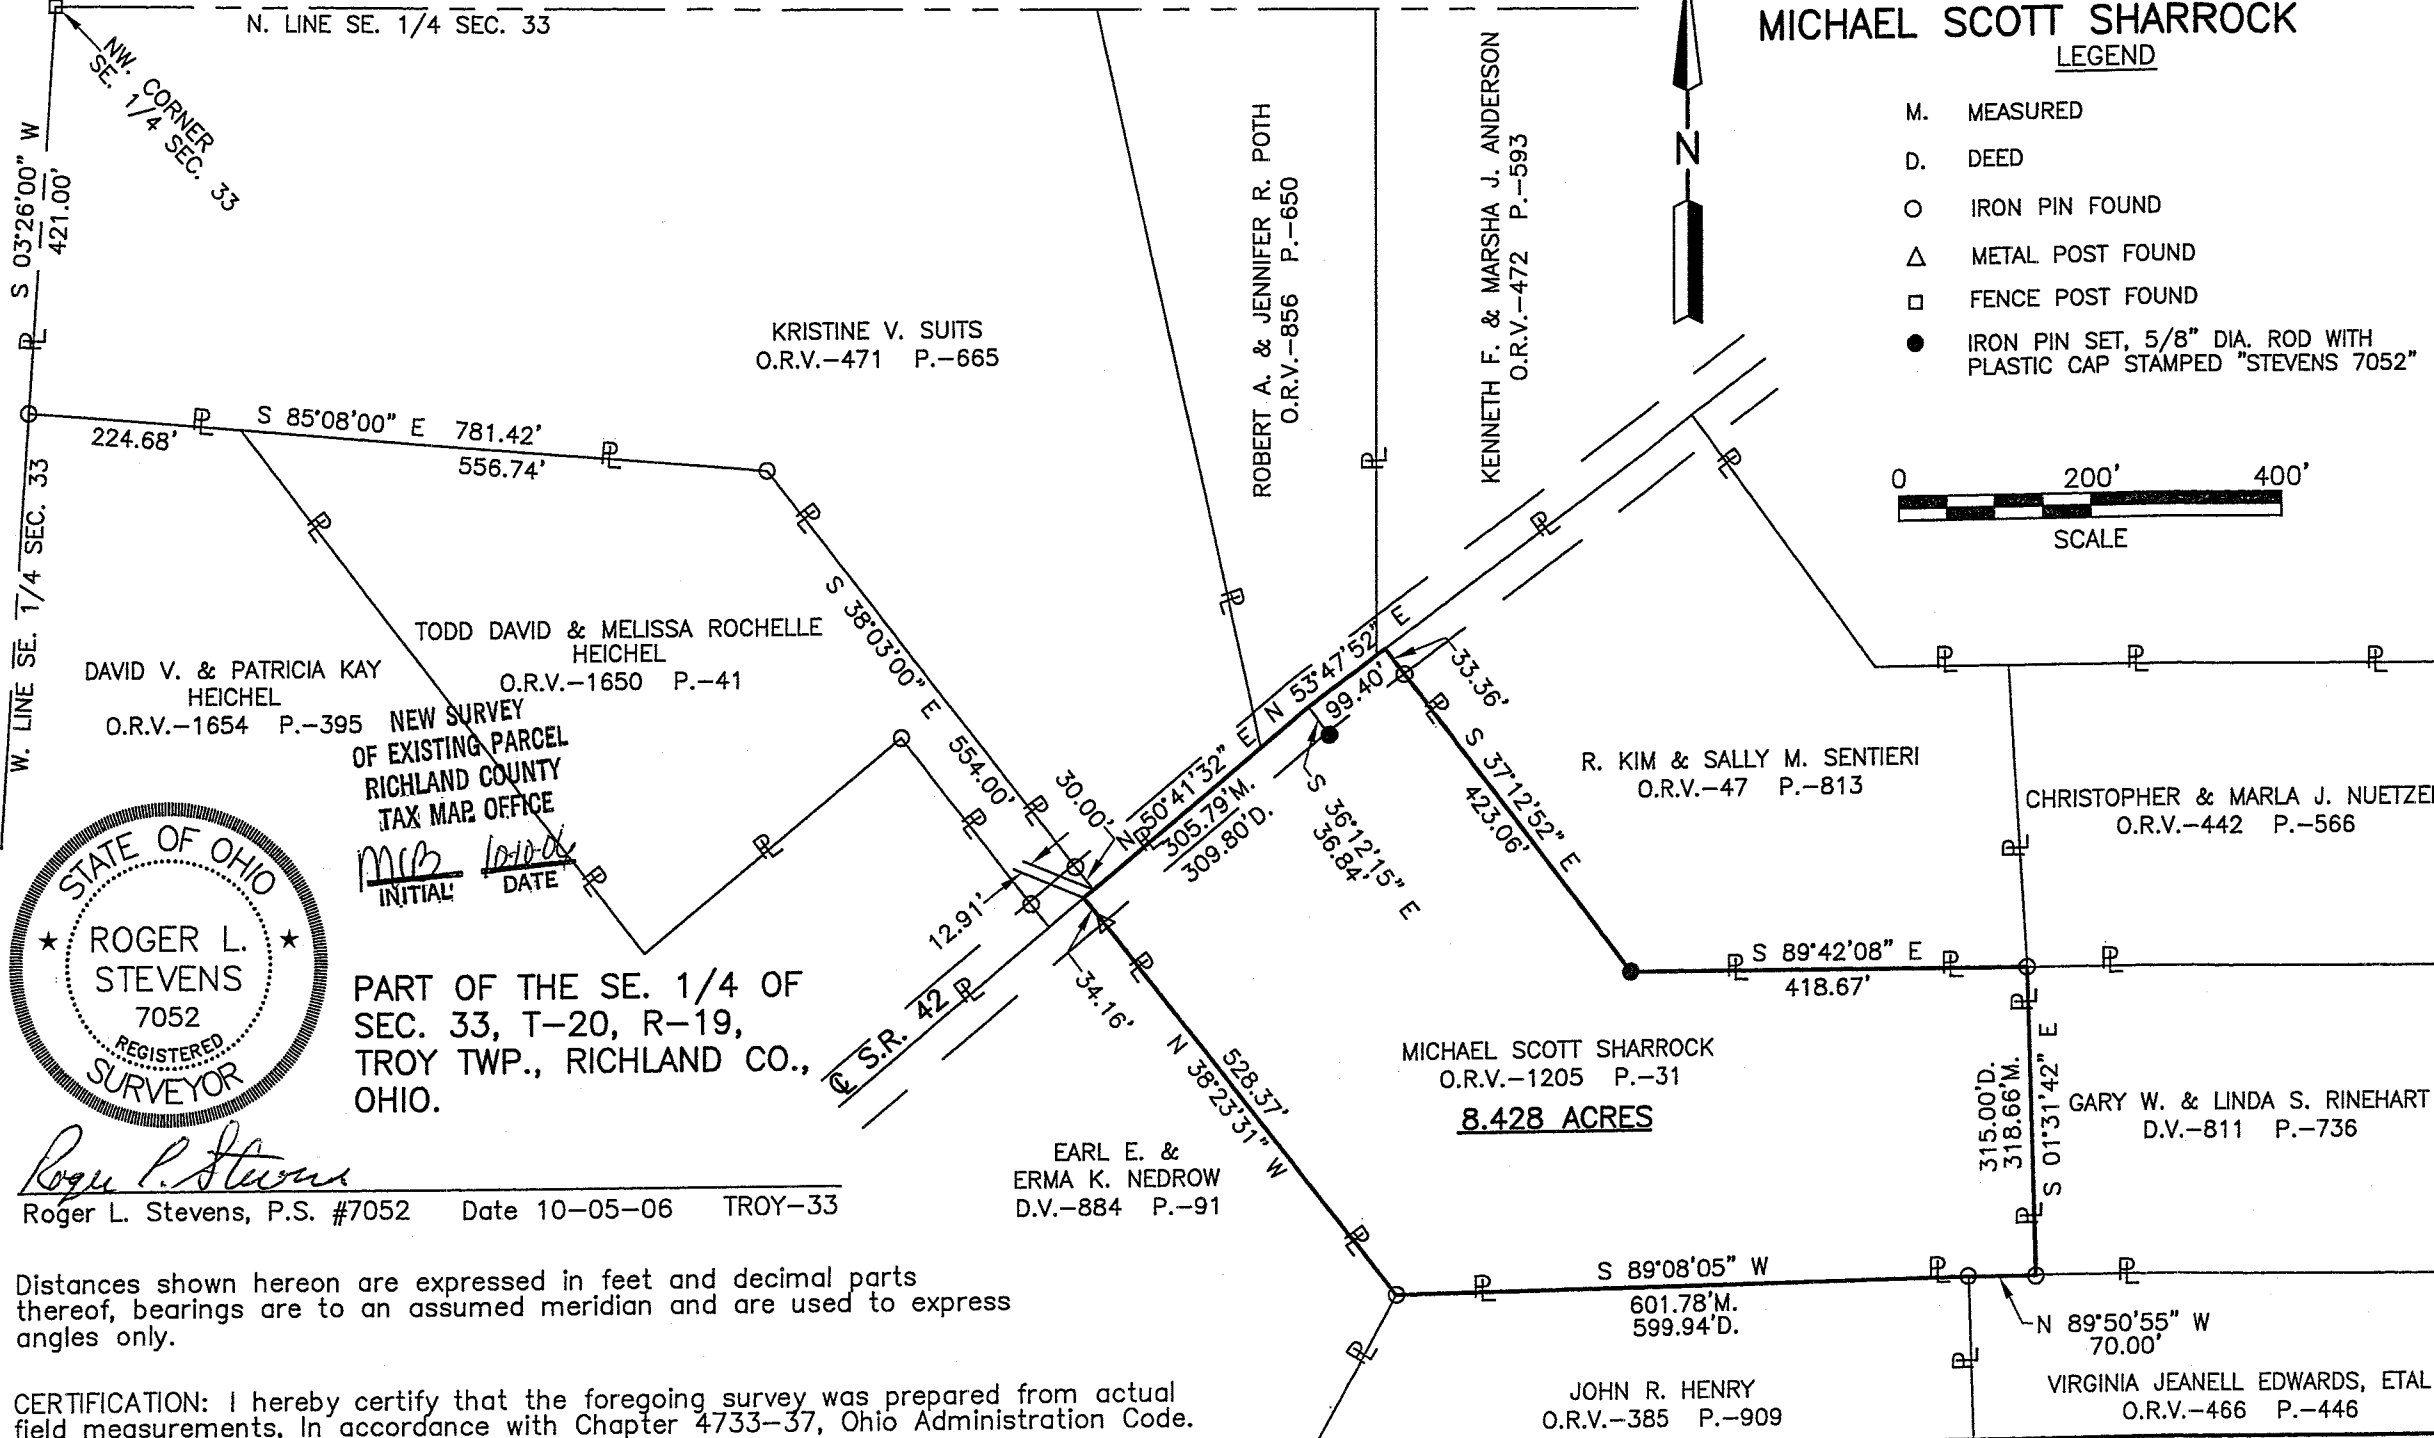 N. LINE SE. 1/4 SEC. 33
NW. CORNER
SE. 1/4 SEC. 33
S 03°26'00" W
421.00'
W. LINE SE. 1/4 SEC. 33
MICHAEL SCOTT SHARROCK
LEGEND
M. MEASURED
D. DEED
IRON PIN FOUND
METAL POST FOUND
FENCE POST FOUND
IRON PIN SET, 5/8" DIA. ROD WITH
PLASTIC CAP STAMPED "STEVENS 7052"
N
0 200' 400'
SCALE
ROBERT A. & JENNIFER R. POTH
O.R.V.-856 P.-650
KENNETH F. & MARSHA J. ANDERSON
O.R.V.-472 P.-593
KRISTINE V. SUITS
O.R.V.-471 P.-665
S 85°08'00" E 781.42'
224.68'
556.74'
S 38°03'00" E 554.00'
TODD DAVID & MELISSA ROCHELLE
HEICHEL
O.R.V.-1650 P.-41
DAVID V. & PATRICIA KAY
HEICHEL
O.R.V.-1654 P.-395
NEW SURVEY
OF EXISTING PARCEL
RICHLAND COUNTY
TAX MAP OFFICE
MCB 10-10-06
INITIAL DATE
30.00'
12.91'
34.16'
N 50°41'32" E
305.79'M.
309.80'D.
N 53°47'52" E
99.40'
33.36'
S 36°12'15" E
36.84'
S 37°12'52" E
423.06'
R. KIM & SALLY M. SENTIERI
O.R.V.-47 P.-813
CHRISTOPHER & MARLA J. NUETZEL
O.R.V.-442 P.-566
S 89°42'08" E
418.67'
℄ S.R. 42
528.37'
N 38°23'31" W
MICHAEL SCOTT SHARROCK
O.R.V.-1205 P.-31
8.428 ACRES
315.00'D.
318.66'M.
S 01°31'42" E
GARY W. & LINDA S. RINEHART
D.V.-811 P.-736
EARL E. &
ERMA K. NEDROW
D.V.-884 P.-91
S 89°08'05" W
601.78'M.
599.94'D.
N 89°50'55" W
70.00'
JOHN R. HENRY
O.R.V.-385 P.-909
VIRGINIA JEANELL EDWARDS, ETAL
O.R.V.-466 P.-446
STATE OF OHIO
ROGER L.
STEVENS
7052
REGISTERED
SURVEYOR
PART OF THE SE. 1/4 OF
SEC. 33, T-20, R-19,
TROY TWP., RICHLAND CO.,
OHIO.
Roger L. Stevens
Roger L. Stevens, P.S. #7052 Date 10-05-06 TROY-33
Distances shown hereon are expressed in feet and decimal parts
thereof, bearings are to an assumed meridian and are used to express
angles only.
CERTIFICATION: I hereby certify that the foregoing survey was prepared from actual
field measurements, In accordance with Chapter 4733-37, Ohio Administration Code.